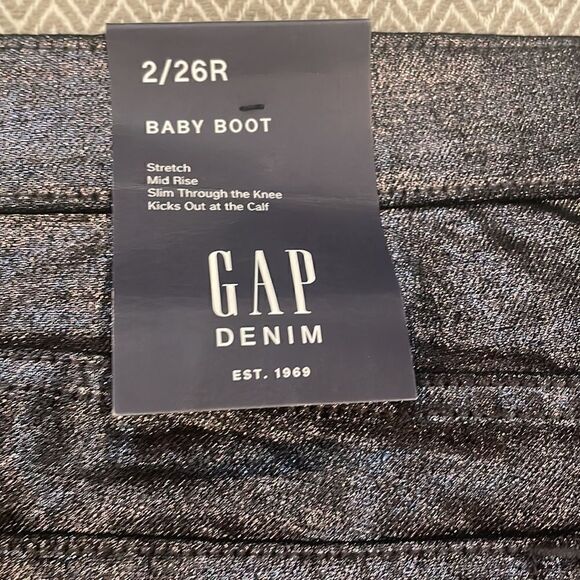 2/26R
BABY BOOT
Stretch
Mid Rise
Slim Through the Knee
Kicks Out at the Calf
GAP
DENIM
EST. 1969